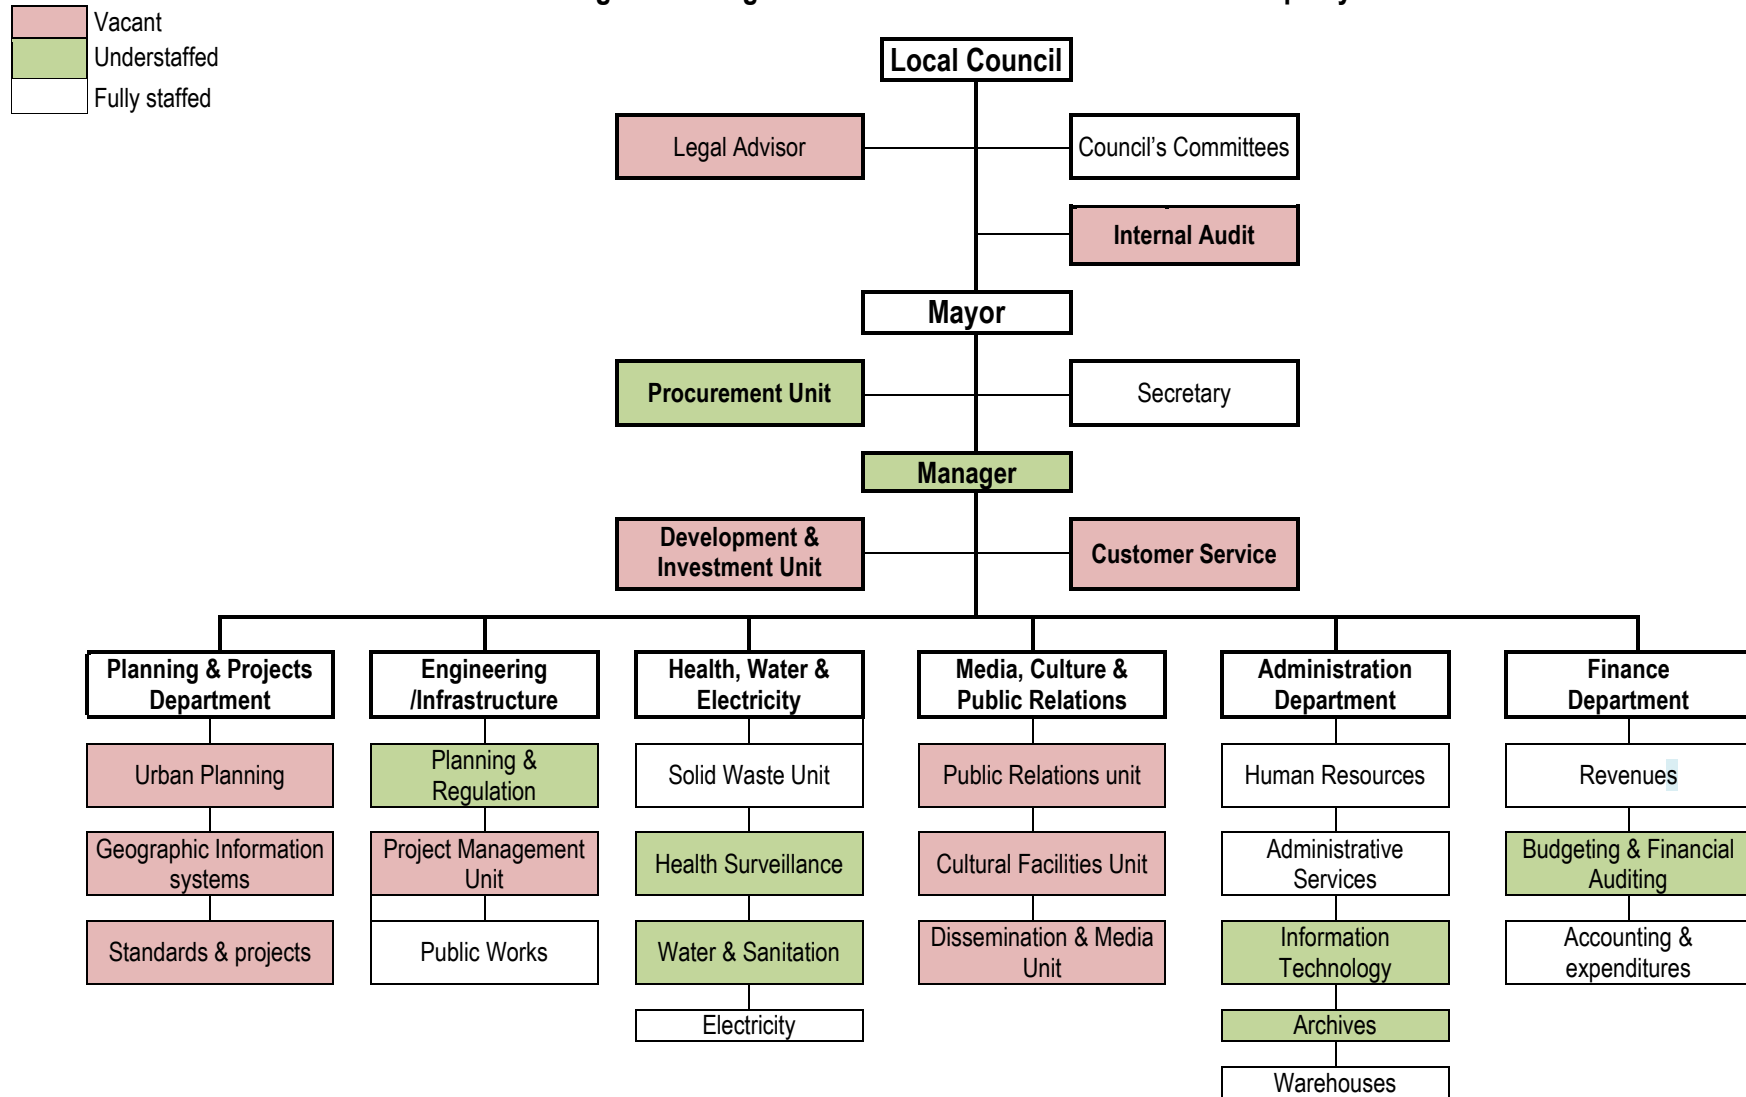 Vacant
Understaffed
Fully staffed
Local Council
Legal Advisor
Council's Committees
Internal Audit
Mayor
Procurement Unit
Secretary
Manager
Development &
Investment Unit
Customer Service
Planning & Projects
Department
Engineering
/Infrastructure
Health, Water &
Electricity
Media, Culture &
Public Relations
Administration
Department
Finance
Department
Urban Planning
Planning &
Regulation
Solid Waste Unit
Public Relations unit
Human Resources
Revenues
Geographic Information
systems
Project Management
Unit
Health Surveillance
Cultural Facilities Unit
Administrative
Services
Budgeting & Financial
Auditing
Standards & projects
Public Works
Water & Sanitation
Dissemination & Media
Unit
Information
Technology
Accounting &
expenditures
Electricity
Archives
Warehouses